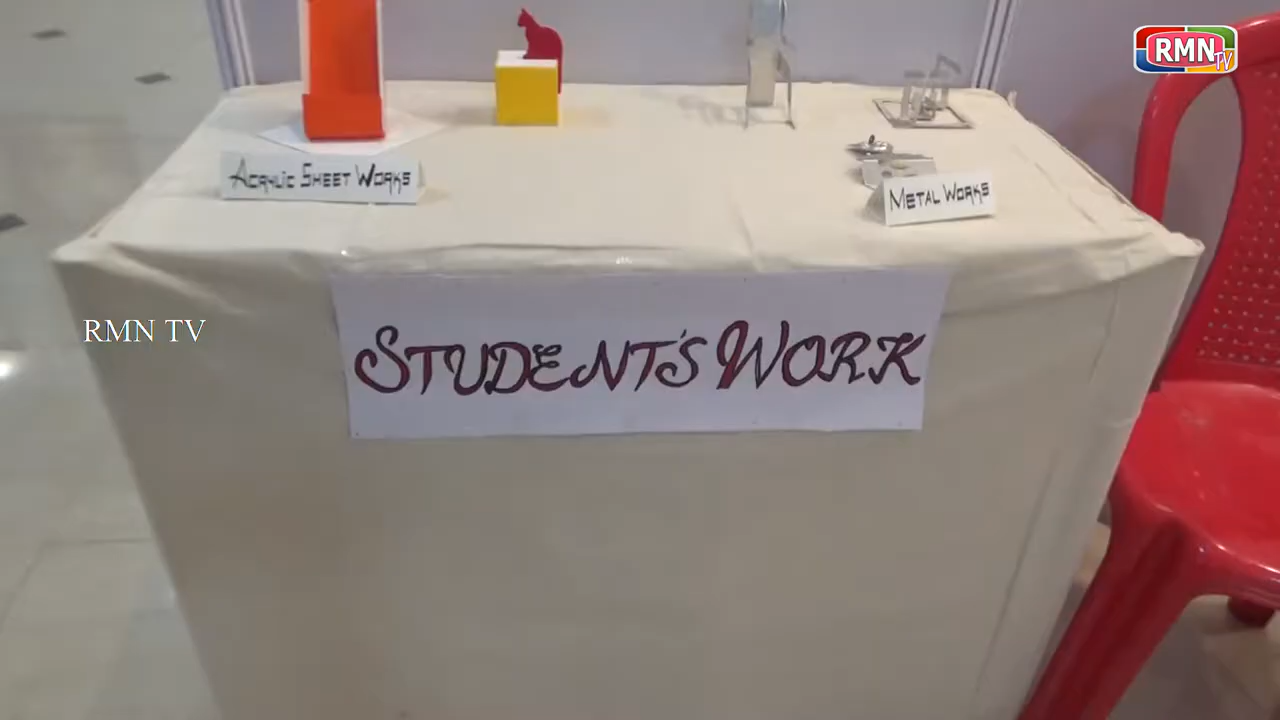 RMN
TV
Acrylic Sheet Works
Metal Works
RMN TV
Student's Work